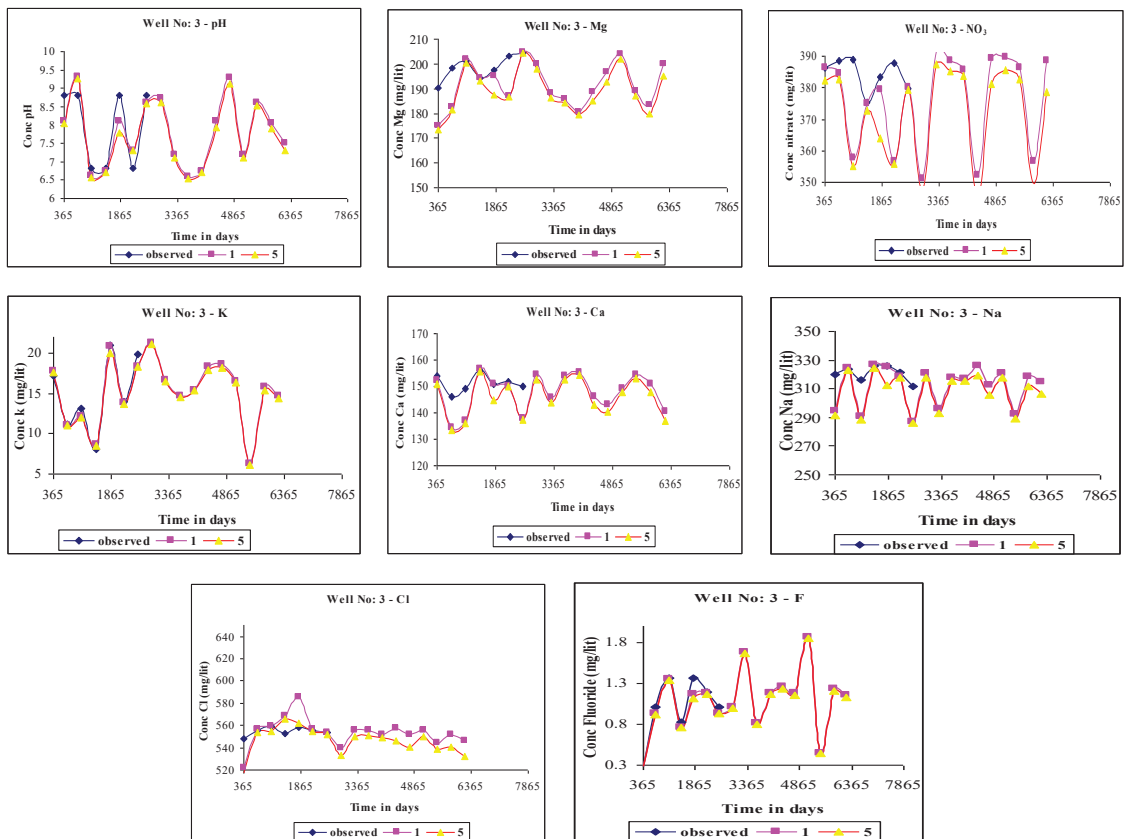 Well No: 3 - pH
Conc pH
10
9.5
9
8.5
8
7.5
7
6.5
6
365 1865 3365 4865 6365 7865
Time in days
observed 1 5
Well No: 3 - Mg
Conc Mg (mg/lit)
210
200
190
180
170
160
150
365 1865 3365 4865 6365 7865
Time in days
observed 1 5
Well No: 3 - NO₃
Conc nitrate (mg/lit)
390
380
370
360
350
365 1865 3365 4865 6365 7865
Time in days
observed 1 5
Well No: 3 - K
Conc k (mg/lit)
20
15
10
5
365 1865 3365 4865 6365 7865
Time in days
observed 1 5
Well No: 3 - Ca
Conc Ca (mg/lit)
170
160
150
140
130
120
365 1865 3365 4865 6365 7865
Time in days
observed 1 5
Well No: 3 - Na
Conc Na (mg/lit)
350
330
310
290
270
250
365 1865 3365 4865 6365 7865
Time in days
observed 1 5
Well No: 3 - Cl
Conc Cl (mg/lit)
640
620
600
580
560
540
520
365 1865 3365 4865 6365 7865
Time in days
observed 1 5
Well No: 3 - F
Conc Fluoride (mg/lit)
1.8
1.3
0.8
0.3
365 1865 3365 4865 6365 7865
Time in days
observed 1 5